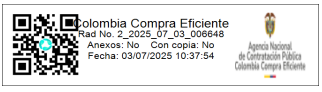 Colombia Compra Eficiente
Rad No. 2_2025_07_03_006648
Anexos: No Con copia: No
Fecha: 03/07/2025 10:37:54
Agencia Nacional
de Contratación Pública
Colombia Compra Eficiente